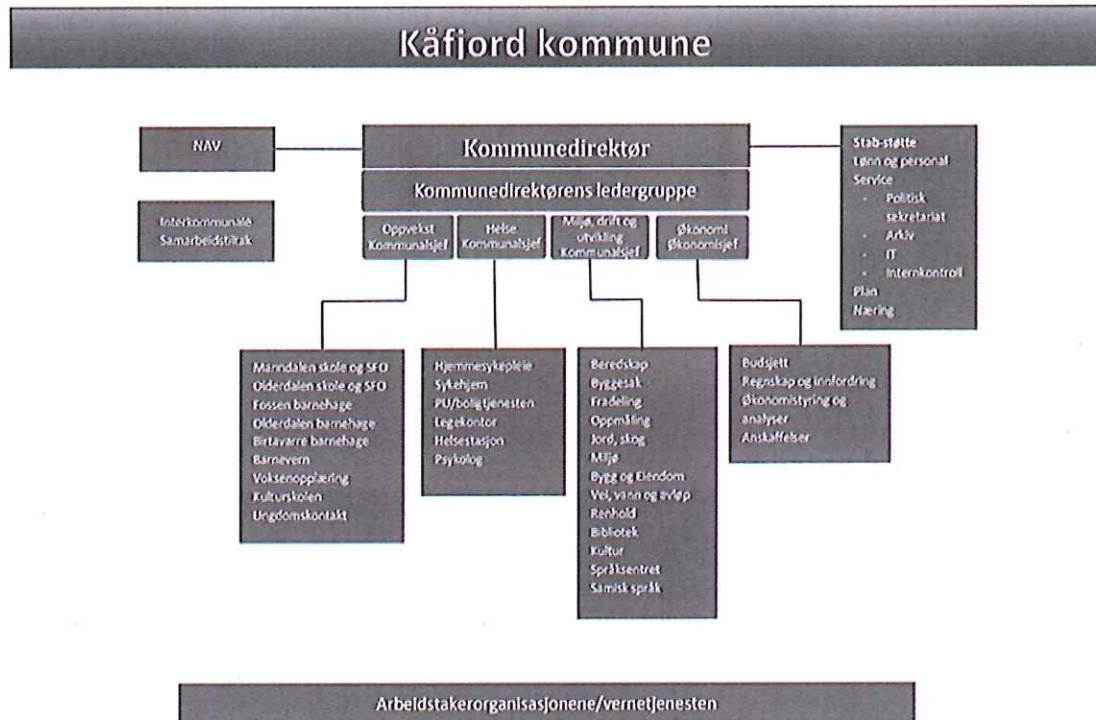 Kåfjord kommune
NAV
Kommunedirektør
Kommunedirektørens ledergruppe
Interkommunale
Samarbeidstiltak
Oppvekst
Kommunalsjef
Helse
Kommunalsjef
Miljø, drift og
utvikling
Kommunalsjef
Økonomi
Økonomisjef
Stab-støtte
Lønn og personal
Service
- Politisk
sekretariat
- Arkiv
- IT
- Internkontroll
Plan
Næring
Manndalen skole og SFO
Olderdalen skole og SFO
Fossen barnehage
Olderdalen barnehage
Birtavarre barnehage
Barnevern
Voksenopplæring
Kulturskolen
Ungdomskontakt
Hjemmesykepleie
Sykehjem
PU/boligtjenesten
Legekontor
Helsestasjon
Psykolog
Beredskap
Byggesak
Fradeling
Oppmåling
Jord, skog
Miljø
Bygg og Eiendom
Vei, vann og avløp
Renhold
Bibliotek
Kultur
Språksentret
Samisk språk
Budsjett
Regnskap og innfordring
Økonomistyring og
analyser
Anskaffelser
Arbeidstakerorganisasjonene/vernetjenesten